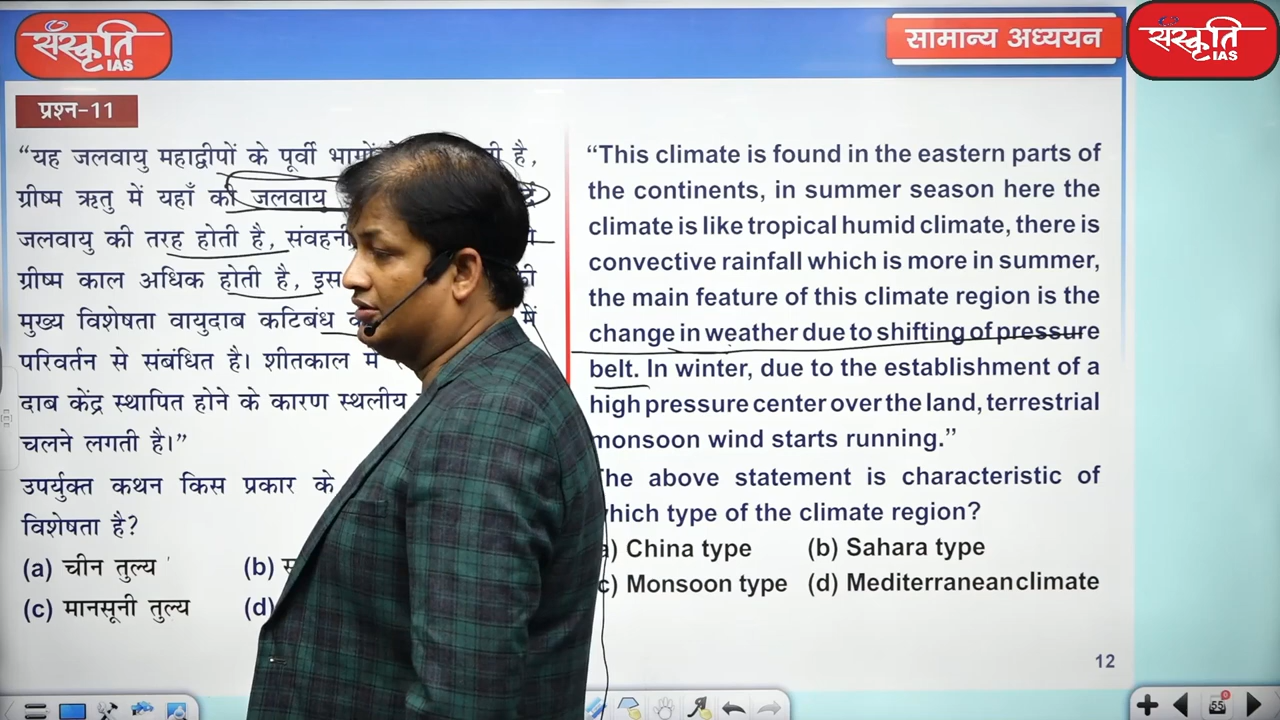 संस्कृति
IAS
सामान्य अध्ययन
संस्कृति
IAS
प्रश्न-11
“यह जलवायु महाद्वीपों के पूर्वी भागों है,
ग्रीष्म ऋतु में यहाँ की जलवायु
जलवायु की तरह होती है,
ग्रीष्म काल अधिक होती है, इस
मुख्य विशेषता वायुदाब कटिबंध में
परिवर्तन से संबंधित है। शीतकाल में
दाब केंद्र स्थापित होने के कारण स्थलीय
चलने लगती है।”
उपर्युक्त कथन किस प्रकार के
विशेषता है?
(a) चीन तुल्य (b)
(c) मानसूनी तुल्य (d)
“This climate is found in the eastern parts of
the continents, in summer season here the
climate is like tropical humid climate, there is
convective rainfall which is more in summer,
the main feature of this climate region is the
change in weather due to shifting of pressure
belt. In winter, due to the establishment of a
high pressure center over the land, terrestrial
monsoon wind starts running.”
The above statement is characteristic of
which type of the climate region?
a) China type (b) Sahara type
c) Monsoon type (d) Mediterranean climate
12
55